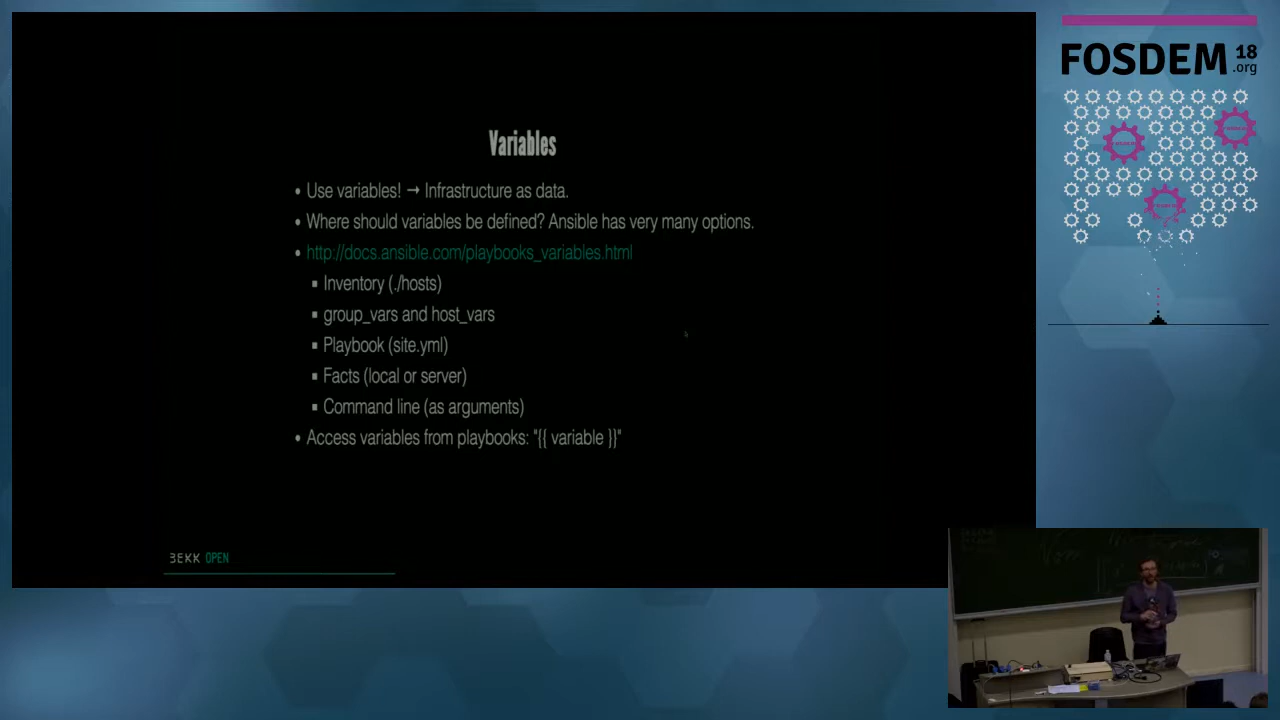 Variables
• Use variables! → Infrastructure as data.
• Where should variables be defined? Ansible has very many options.
• http://docs.ansible.com/playbooks_variables.html
▪ Inventory (./hosts)
▪ group_vars and host_vars
▪ Playbook (site.yml)
▪ Facts (local or server)
▪ Command line (as arguments)
• Access variables from playbooks: "{{ variable }}"
BEKK OPEN
FOSDEM 18
.org